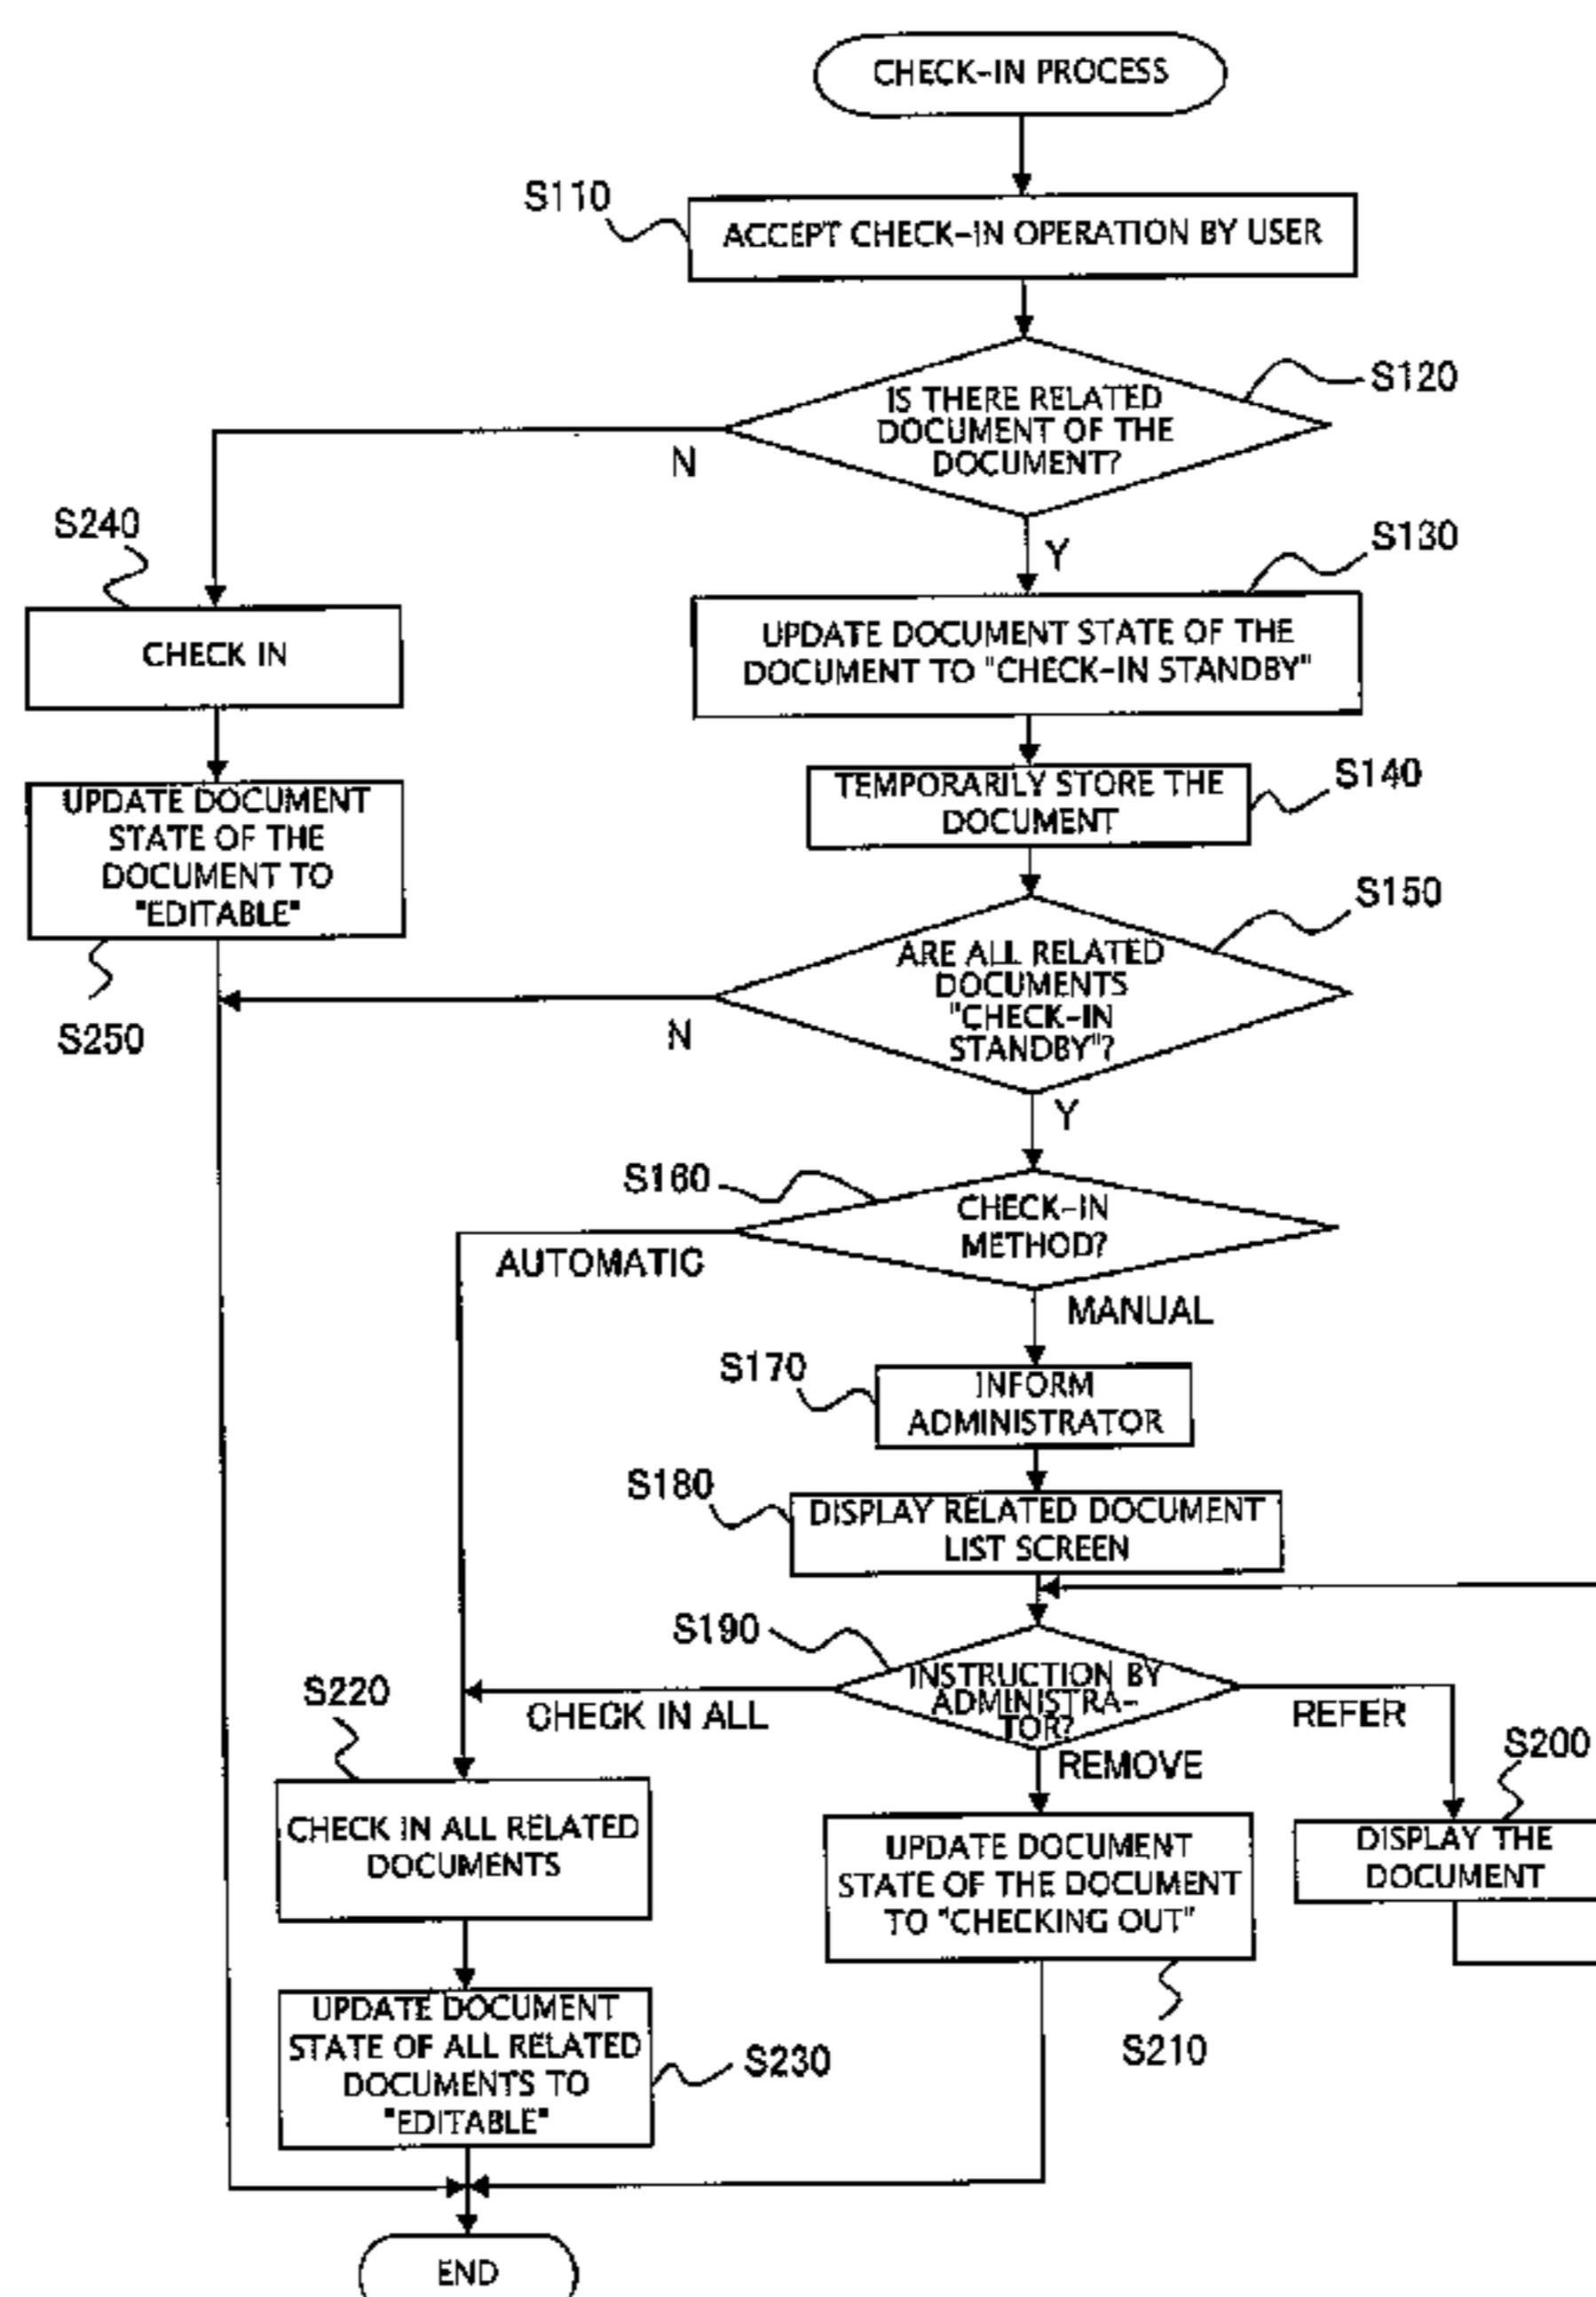 CHECK-IN PROCESS
S110
ACCEPT CHECK-IN OPERATION BY USER
S120
IS THERE RELATED
DOCUMENT OF THE
DOCUMENT?
N
Y
S130
UPDATE DOCUMENT STATE OF THE
DOCUMENT TO "CHECK-IN STANDBY"
S240
CHECK IN
S140
TEMPORARILY STORE THE
DOCUMENT
UPDATE DOCUMENT
STATE OF THE
DOCUMENT TO
"EDITABLE"
S250
S150
ARE ALL RELATED
DOCUMENTS
"CHECK-IN
STANDBY"?
N
Y
S160
CHECK-IN
METHOD?
AUTOMATIC
MANUAL
S170
INFORM
ADMINISTRATOR
S180
DISPLAY RELATED DOCUMENT
LIST SCREEN
S190
INSTRUCTION BY
ADMINISTRA-
TOR?
CHECK IN ALL
REFER
REMOVE
S200
DISPLAY THE
DOCUMENT
S220
CHECK IN ALL RELATED
DOCUMENTS
UPDATE DOCUMENT
STATE OF THE DOCUMENT
TO "CHECKING OUT"
S210
UPDATE DOCUMENT
STATE OF ALL RELATED
DOCUMENTS TO
"EDITABLE"
S230
END